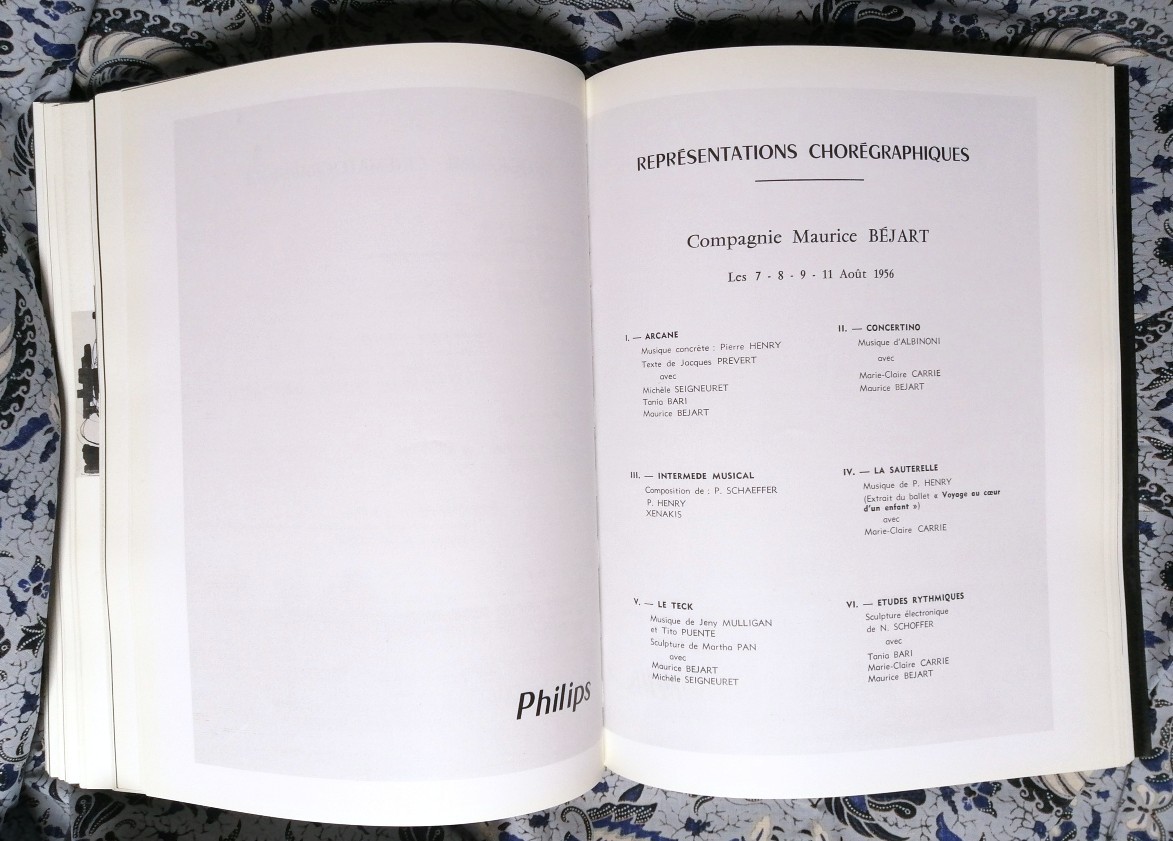 Philips
REPRÉSENTATIONS CHORÉGRAPHIQUES
Compagnie Maurice BÉJART
Les 7 - 8 - 9 - 11 Août 1956
I. — ARCANE
Musique concrète : Pierre HENRY
Texte de Jacques PREVERT
avec
Michèle SEIGNEURET
Tania BARI
Maurice BEJART
II. — CONCERTINO
Musique d'ALBINONI
avec
Marie-Claire CARRIE
Maurice BEJART
III. — INTERMEDE MUSICAL
Composition de : P. SCHAEFFER
P. HENRY
XENAKIS
IV. — LA SAUTERELLE
Musique de P. HENRY
(Extrait du ballet « Voyage au cœur
d'un enfant »)
avec
Marie-Claire CARRIE
V. — LE TECK
Musique de Jeny MULLIGAN
et Tito PUENTE
Sculpture de Martha PAN
avec
Maurice BEJART
Michèle SEIGNEURET
VI. — ETUDES RYTHMIQUES
Sculpture électronique
de N. SCHOFFER
avec
Tania BARI
Marie-Claire CARRIE
Maurice BEJART